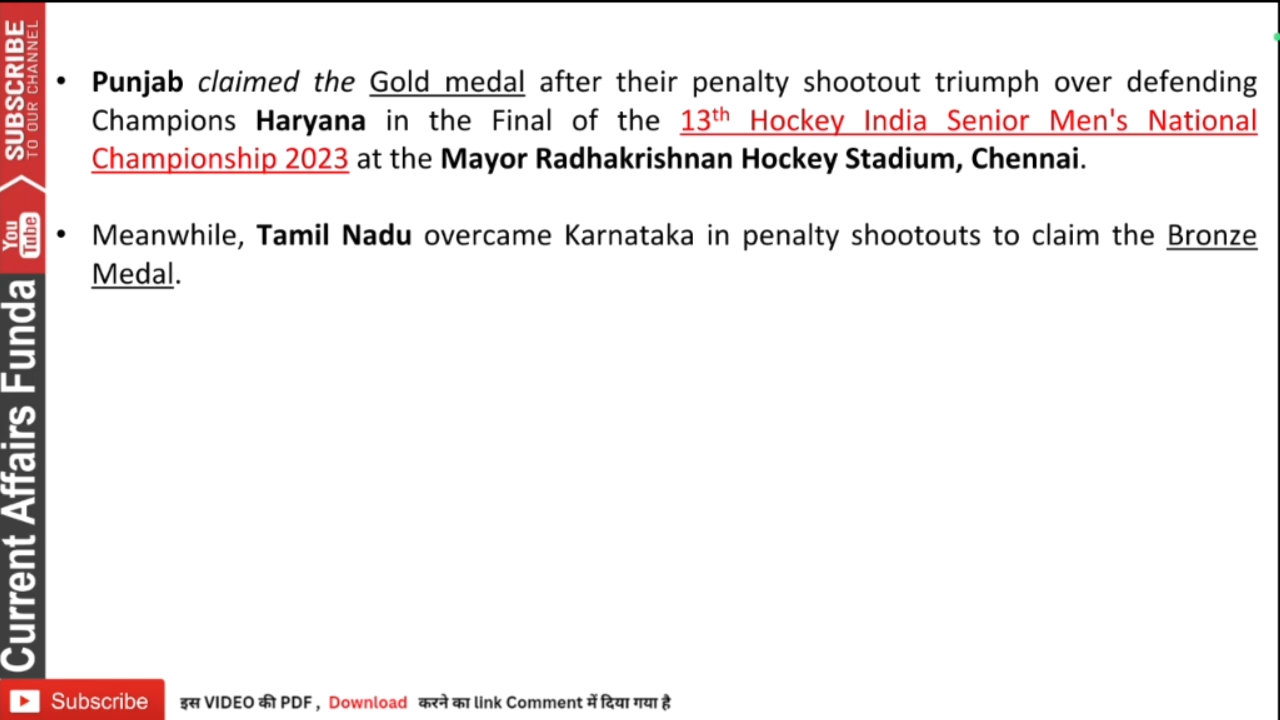 • Punjab claimed the Gold medal after their penalty shootout triumph over defending
Champions Haryana in the Final of the 13th Hockey India Senior Men's National
Championship 2023 at the Mayor Radhakrishnan Hockey Stadium, Chennai.
• Meanwhile, Tamil Nadu overcame Karnataka in penalty shootouts to claim the Bronze
Medal.
SUBSCRIBE
TO OUR CHANNEL
You
Tube
Current Affairs Funda
Subscribe
इस VIDEO की PDF , Download करने का link Comment में दिया गया है